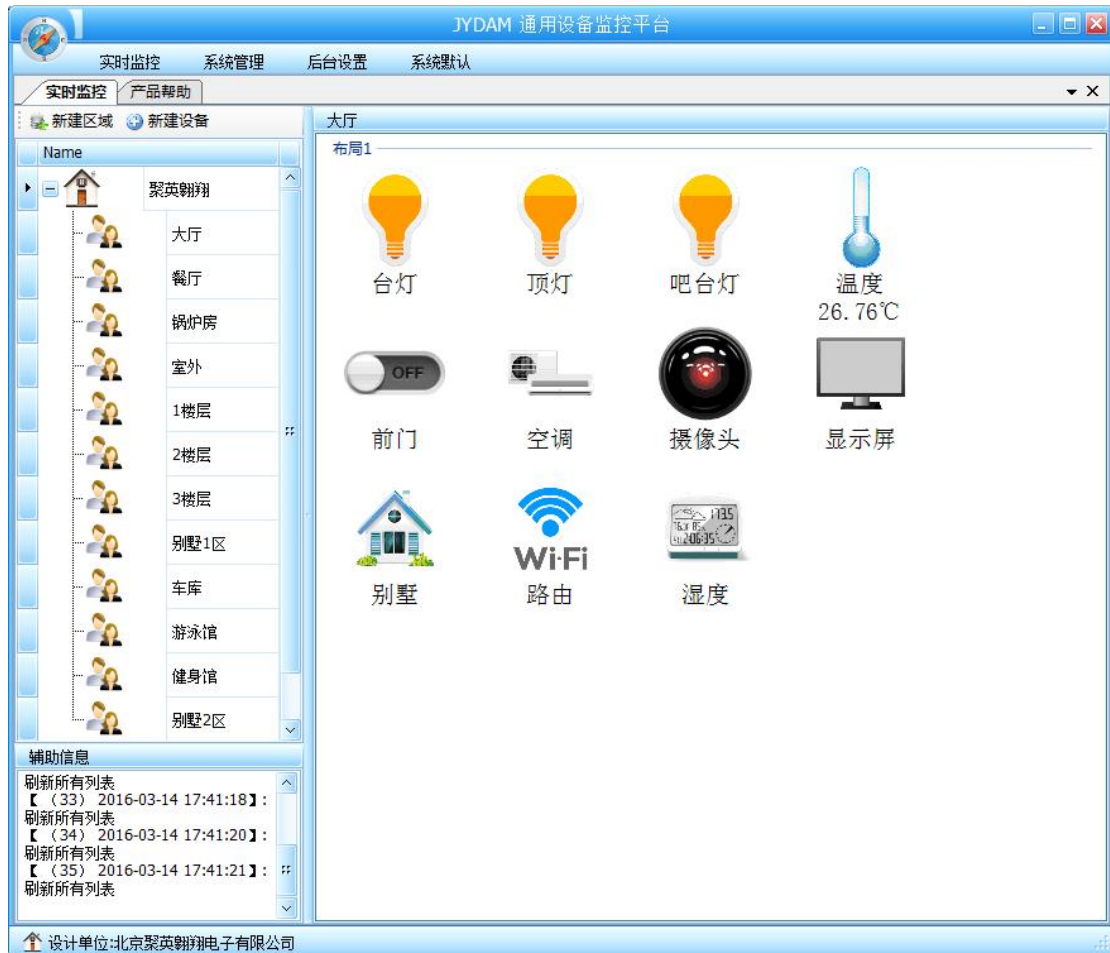 JYDAM 通用设备监控平台
实时监控 系统管理 后台设置 系统默认
实时监控 产品帮助
新建区域 新建设备
Name
聚英翱翔
大厅
餐厅
锅炉房
室外
1楼层
2楼层
3楼层
别墅1区
车库
游泳馆
健身馆
别墅2区
辅助信息
刷新所有列表
【 （33） 2016-03-14 17:41:18】:
刷新所有列表
【 （34） 2016-03-14 17:41:20】:
刷新所有列表
【 （35） 2016-03-14 17:41:21】:
刷新所有列表
大厅
布局1
台灯 顶灯 吧台灯 温度
26.76℃
OFF
前门 空调 摄像头 显示屏
Wi-Fi
别墅 路由 湿度
设计单位:北京聚英翱翔电子有限公司